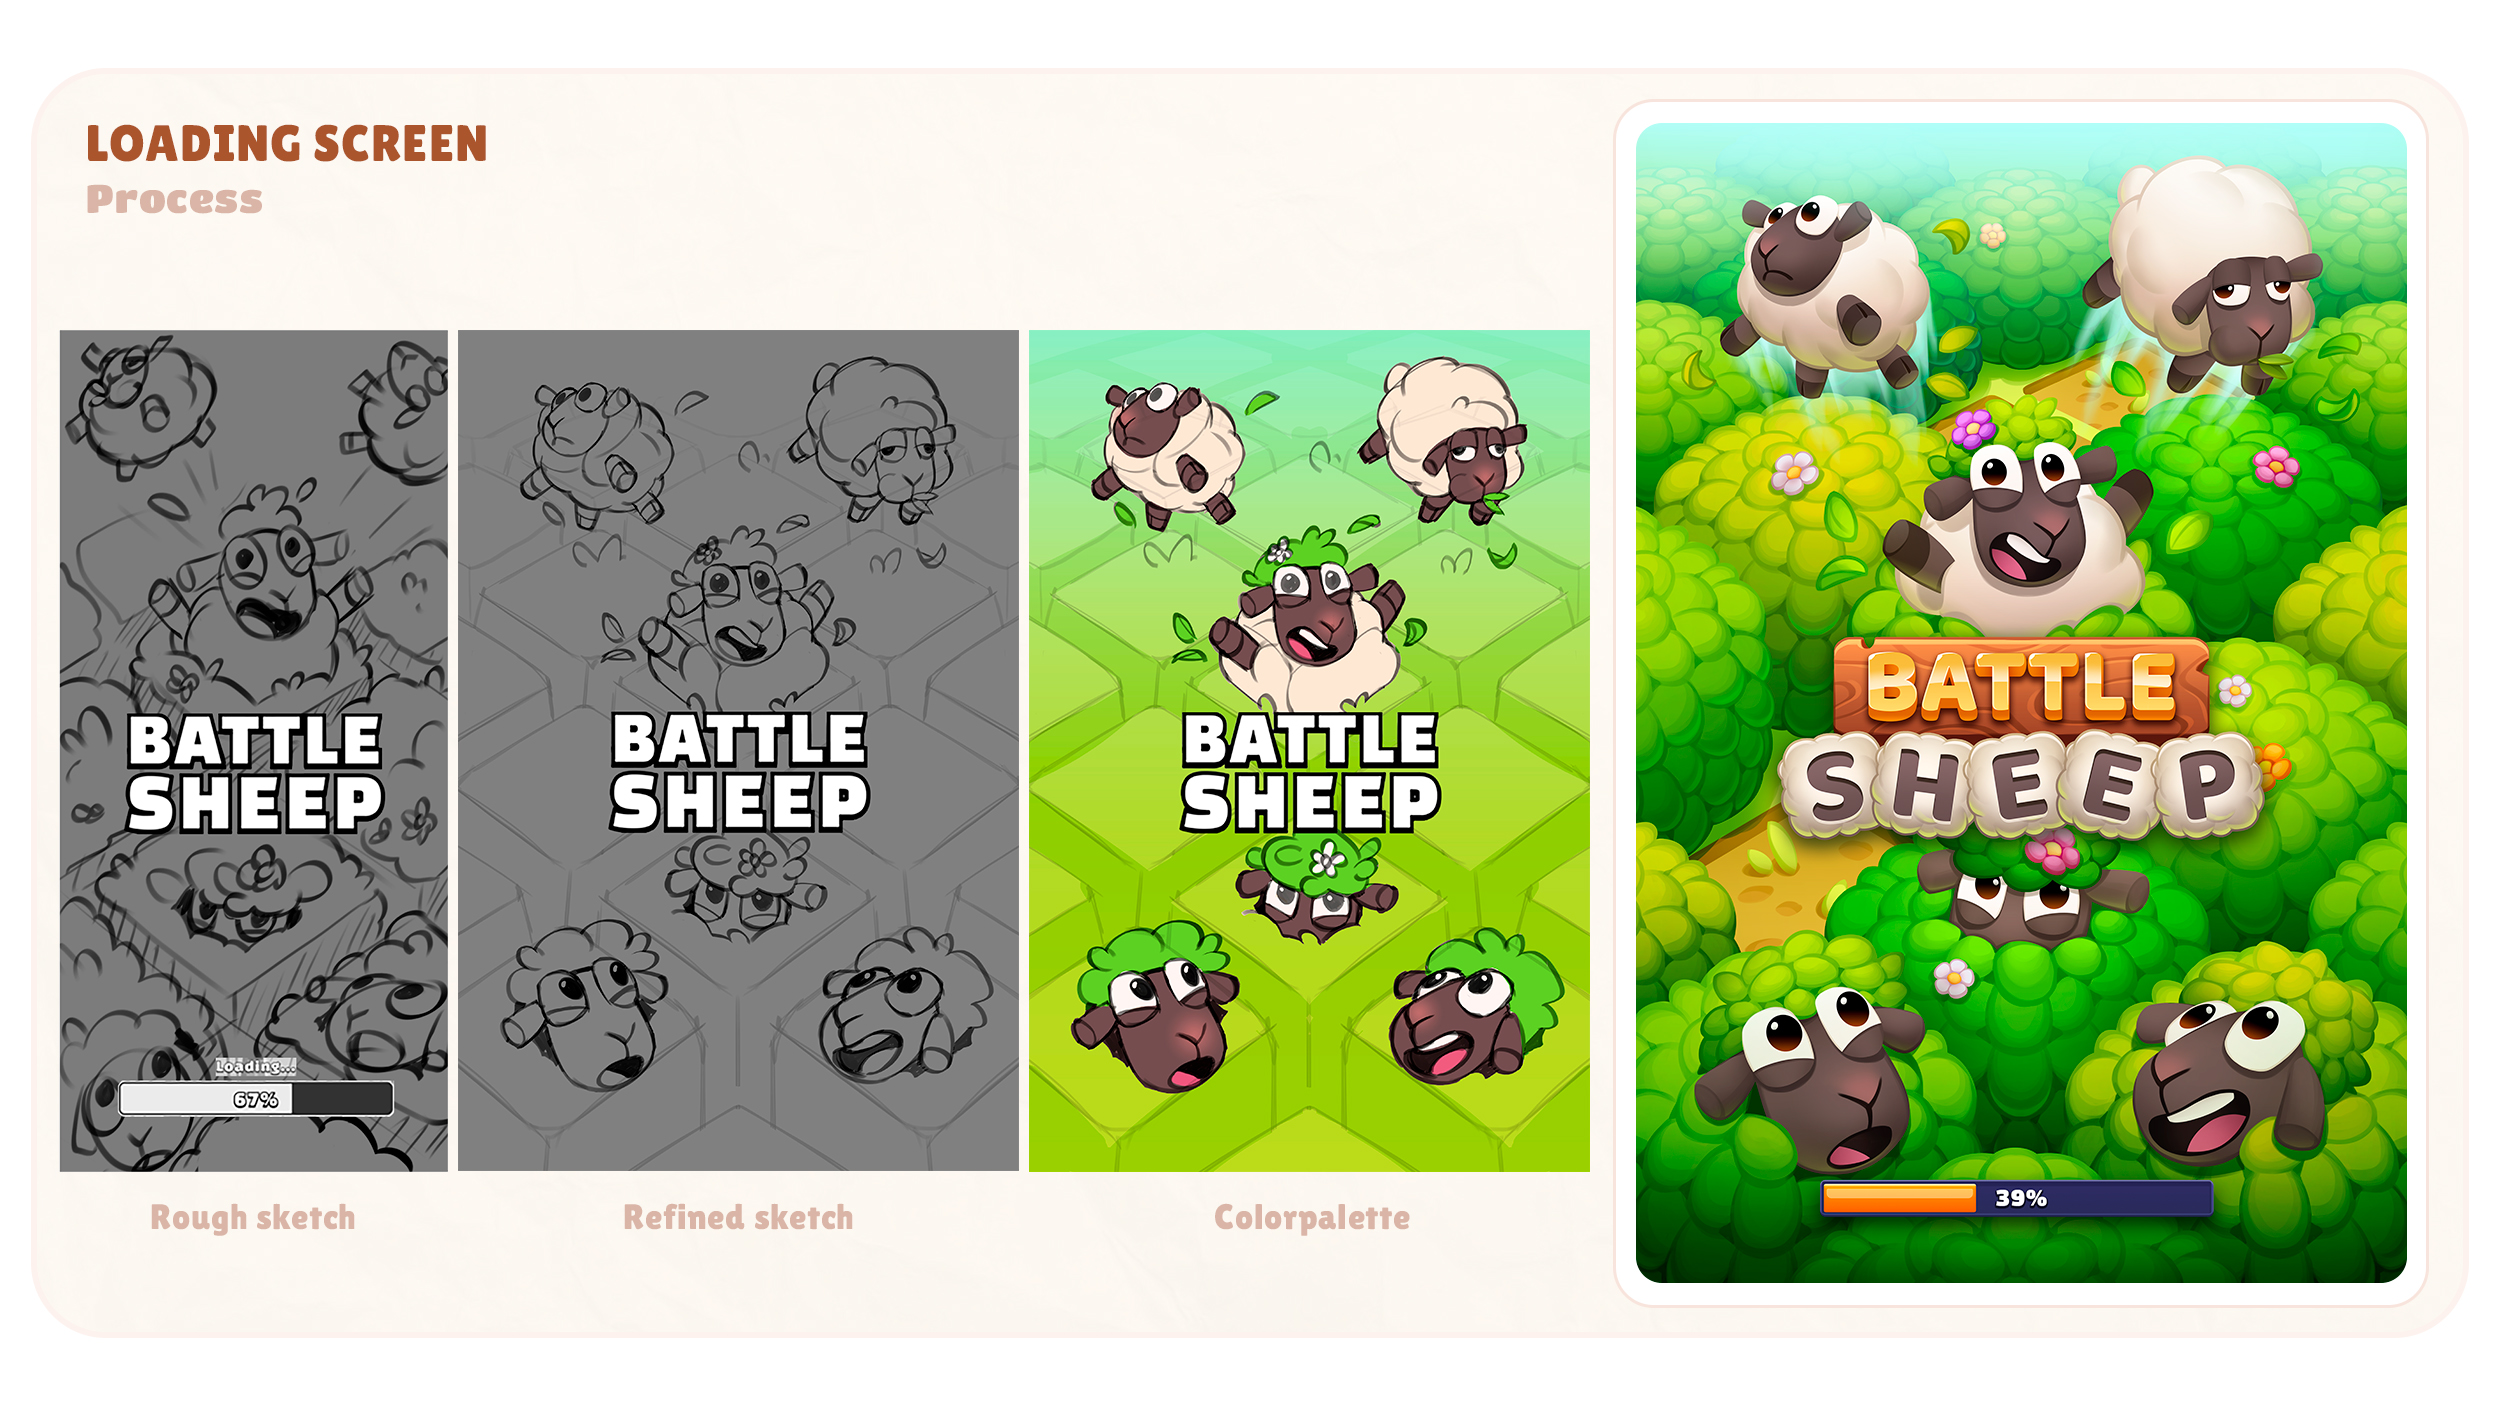 LOADING SCREEN
Process
BATTLE
SHEEP
Loading...
67%
Rough sketch
BATTLE
SHEEP
Refined sketch
BATTLE
SHEEP
Colorpalette
BATTLE
SHEEP
39%